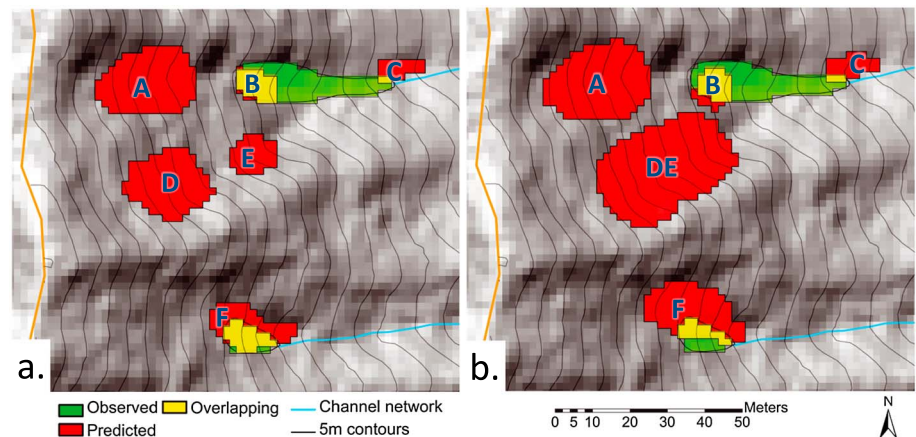 A
B
C
D
E
F
a.
A
B
C
DE
F
b.
Observed Overlapping Channel network
Predicted 5m contours
Meters
0 5 10 20 30 40 50
N